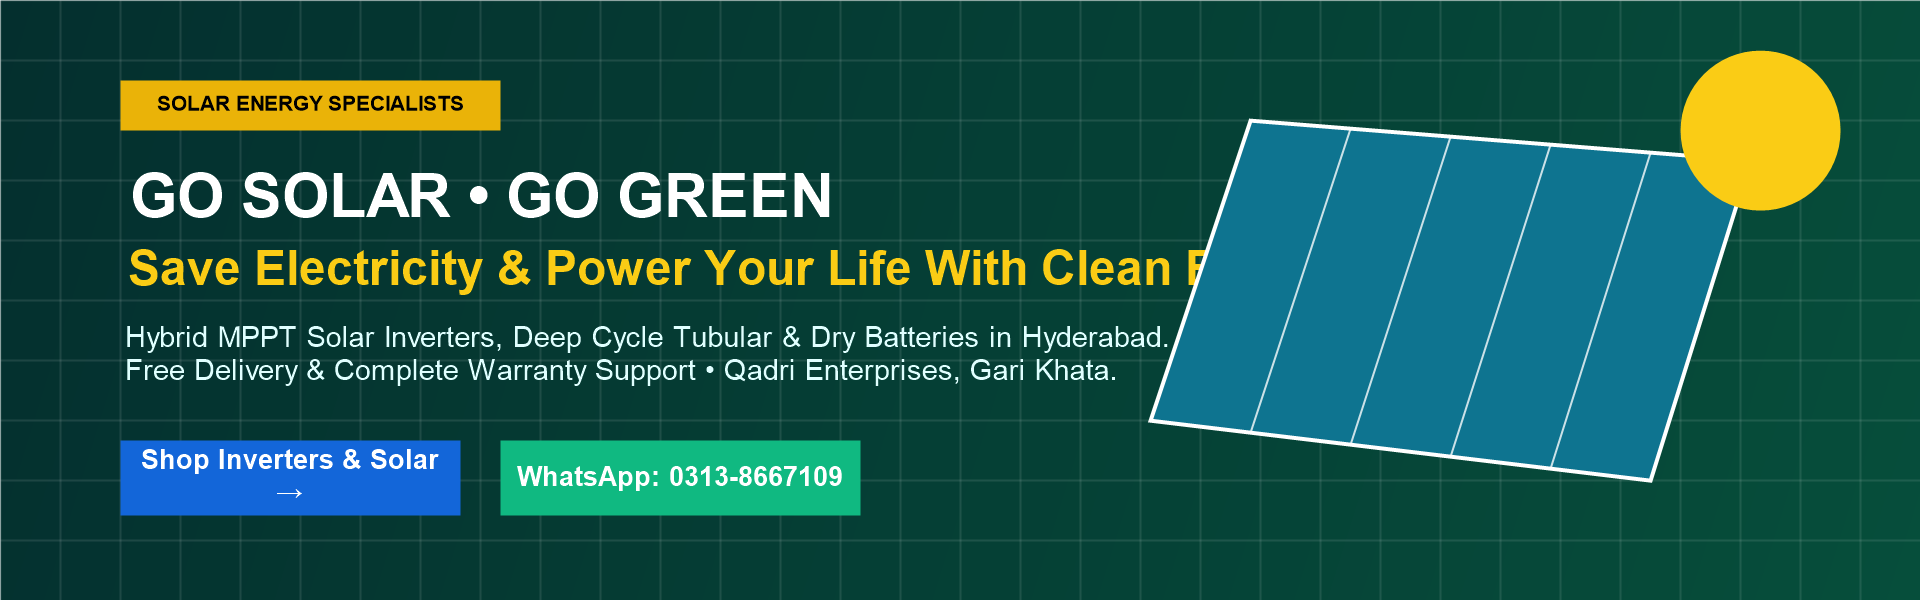 SOLAR ENERGY SPECIALISTS
GO SOLAR • GO GREEN
Save Electricity & Power Your Life With Clean
Hybrid MPPT Solar Inverters, Deep Cycle Tubular & Dry Batteries in Hyderabad.
Free Delivery & Complete Warranty Support • Qadri Enterprises, Gari Khata.
Shop Inverters & Solar
→
WhatsApp: 0313-8667109